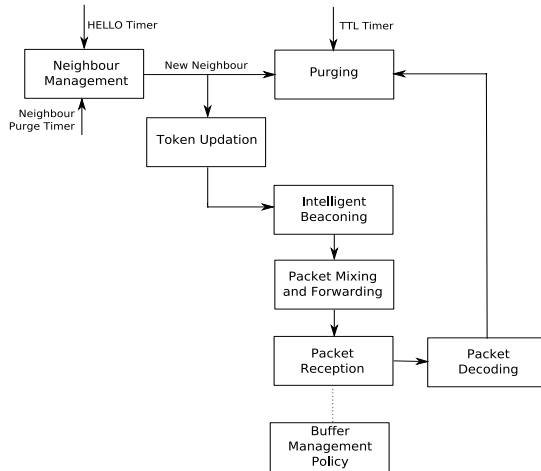 HELLO Timer
TTL Timer
Neighbour
Management
New Neighbour
Purging
Neighbour
Purge Timer
Token Updation
Intelligent
Beaconing
Packet Mixing
and Forwarding
Packet
Reception
Packet
Decoding
Buffer
Management
Policy